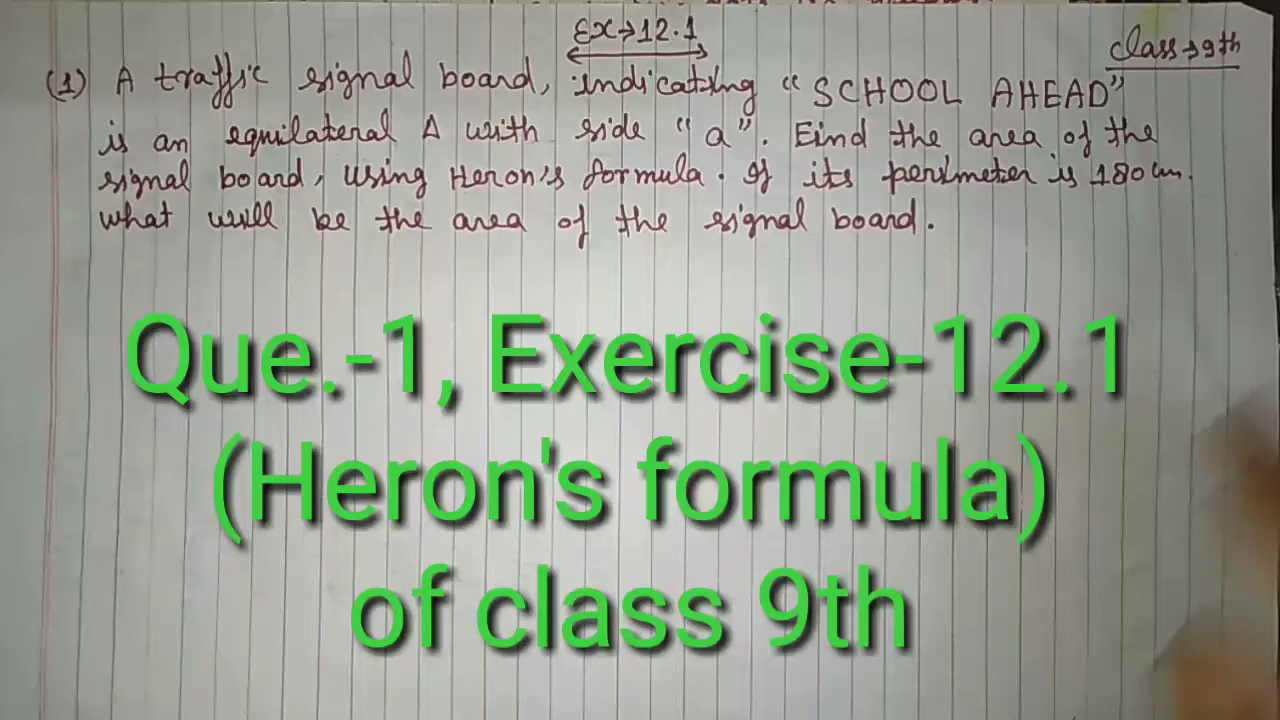 Ex→12.1
class→9th
(1) A traffic signal board, indicating "SCHOOL AHEAD"
is an equilateral Δ with side "a". Find the area of the
signal board, using Heron's formula. If its perimeter is 180 cm.
what will be the area of the signal board.
Que.-1, Exercise-12.1
(Heron's formula)
of class 9th